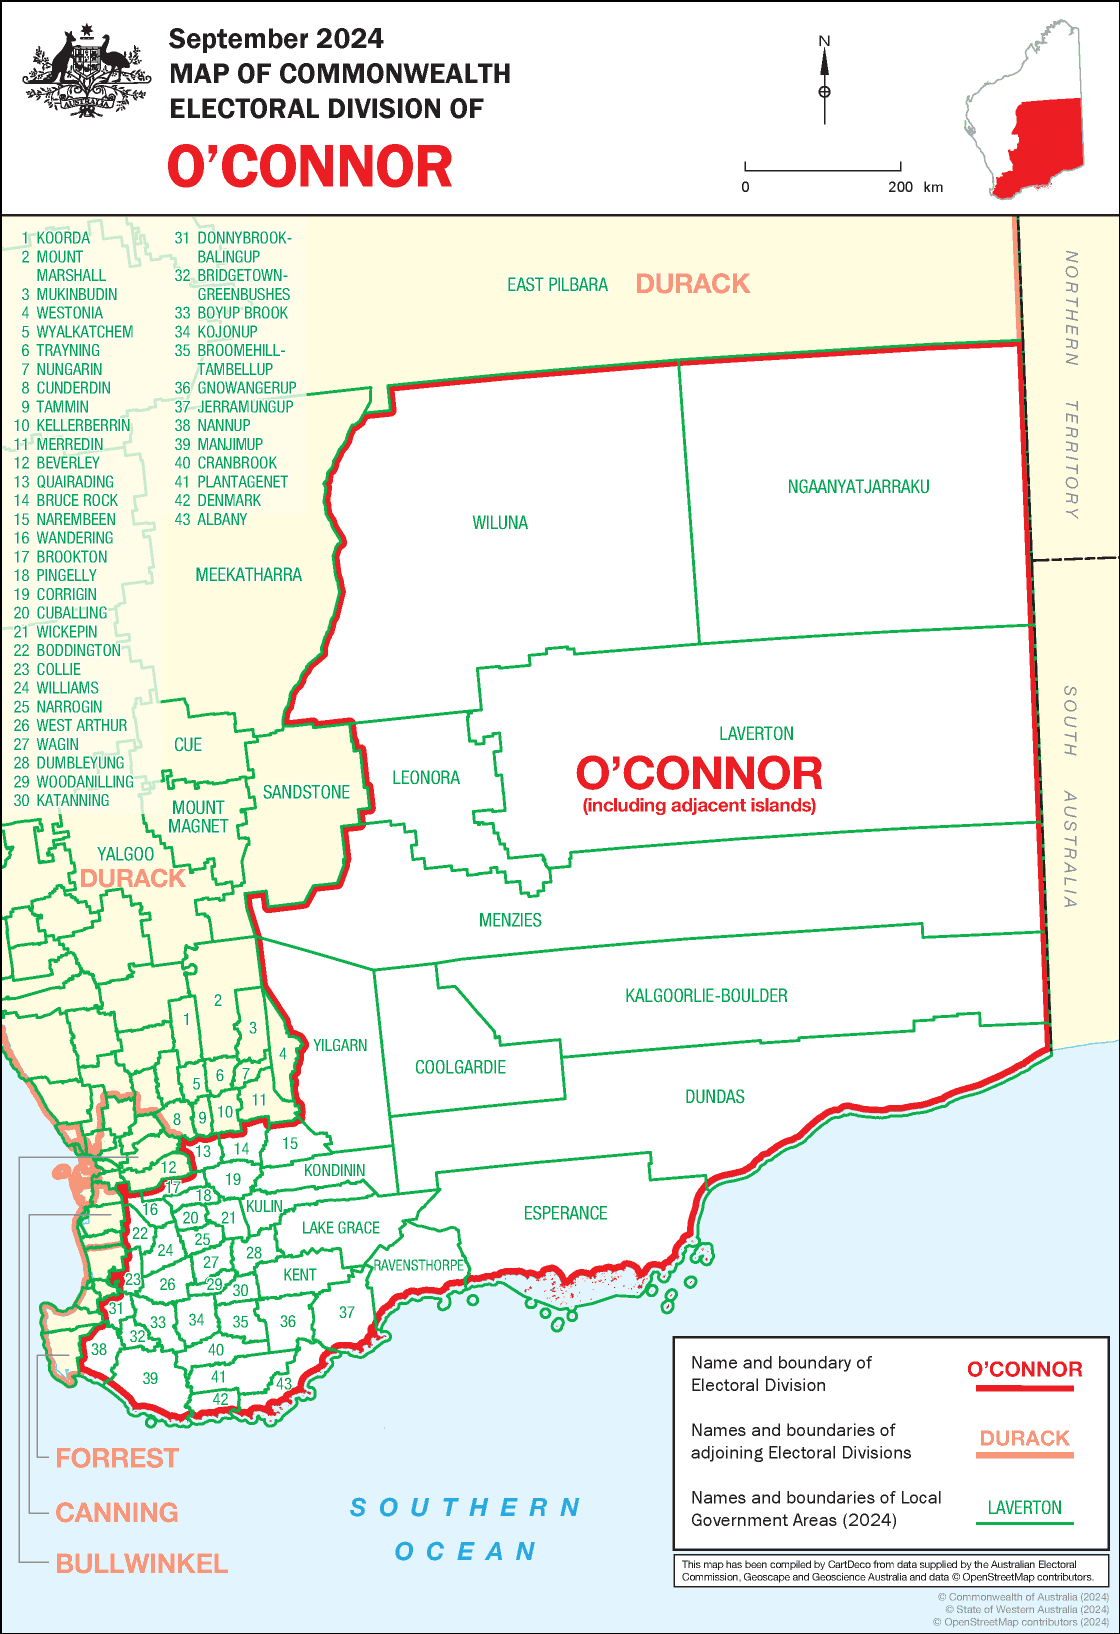 September 2024
MAP OF COMMONWEALTH
ELECTORAL DIVISION OF
O'CONNOR
AUSTRALIA
N
0 200 km
1 KOORDA
2 MOUNT
MARSHALL
3 MUKINBUDIN
4 WESTONIA
5 WYALKATCHEM
6 TRAYNING
7 NUNGARIN
8 CUNDERDIN
9 TAMMIN
10 KELLERBERRIN
11 MERREDIN
12 BEVERLEY
13 QUAIRADING
14 BRUCE ROCK
15 NAREMBEEN
16 WANDERING
17 BROOKTON
18 PINGELLY
19 CORRIGIN
20 CUBALLING
21 WICKEPIN
22 BODDINGTON
23 COLLIE
24 WILLIAMS
25 NARROGIN
26 WEST ARTHUR
27 WAGIN
28 DUMBLEYUNG
29 WOODANILLING
30 KATANNING
31 DONNYBROOK-
BALINGUP
32 BRIDGETOWN-
GREENBUSHES
33 BOYUP BROOK
34 KOJONUP
35 BROOMEHILL-
TAMBELLUP
36 GNOWANGERUP
37 JERRAMUNGUP
38 NANNUP
39 MANJIMUP
40 CRANBROOK
41 PLANTAGENET
42 DENMARK
43 ALBANY
EAST PILBARA DURACK
NORTHERN TERRITORY
NGAANYATJARRAKU
WILUNA
MEEKATHARRA
SOUTH AUSTRALIA
LAVERTON
CUE
O'CONNOR
(including adjacent islands)
LEONORA
SANDSTONE
MOUNT
MAGNET
YALGOO
DURACK
MENZIES
KALGOORLIE-BOULDER
2
1
3
YILGARN
4
COOLGARDIE
5
6
7
DUNDAS
11
10
9
8
15
14
13
12
KONDININ
19
17
18
KULIN
16
20
21
LAKE GRACE
ESPERANCE
22
25
24
28
27
RAVENSTHORPE
KENT
23
26
29
30
31
33
34
35
36
37
32
38
40
39
41
43
42
FORREST
CANNING
BULLWINKEL
SOUTHERN
OCEAN
Name and boundary of
Electoral Division
O'CONNOR
Names and boundaries of
adjoining Electoral Divisions
DURACK
Names and boundaries of Local
Government Areas (2024)
LAVERTON
This map has been compiled by CartDeco from data supplied by the Australian Electoral
Commission, Geoscape and Geoscience Australia and data © OpenStreetMap contributors.
© Commonwealth of Australia (2024)
© State of Western Australia (2024)
© OpenStreetMap contributors (2024)